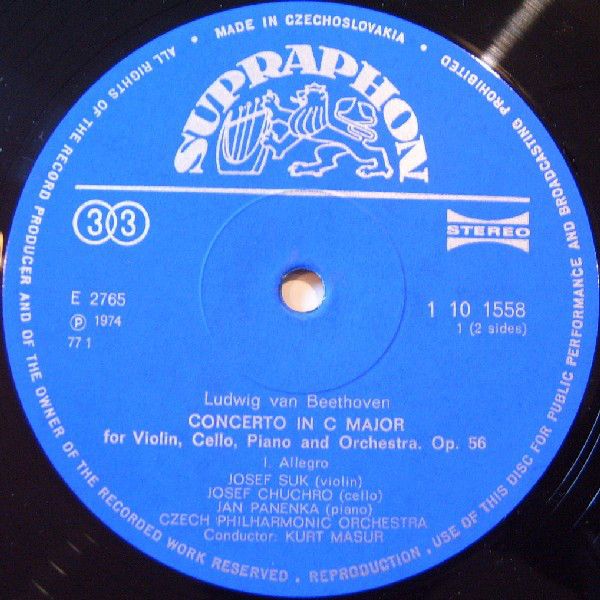 • MADE IN CZECHOSLOVAKIA •
SUPRAPHON
33
STEREO
E 2765
Ⓟ 1974
77 1
1 10 1558
1 (2 sides)
Ludwig van Beethoven
CONCERTO IN C MAJOR
for Violin, Cello, Piano and Orchestra. Op. 56
I. Allegro
JOSEF SUK (violin)
JOSEF CHUCHRO (cello)
JAN PANENKA (piano)
CZECH PHILHARMONIC ORCHESTRA
Conductor: KURT MASUR
ALL RIGHTS OF THE RECORD PRODUCER AND OF THE OWNER OF THE RECORDED WORK RESERVED . REPRODUCTION , USE OF THIS DISC FOR PUBLIC PERFORMANCE AND BROADCASTING PROHIBITED